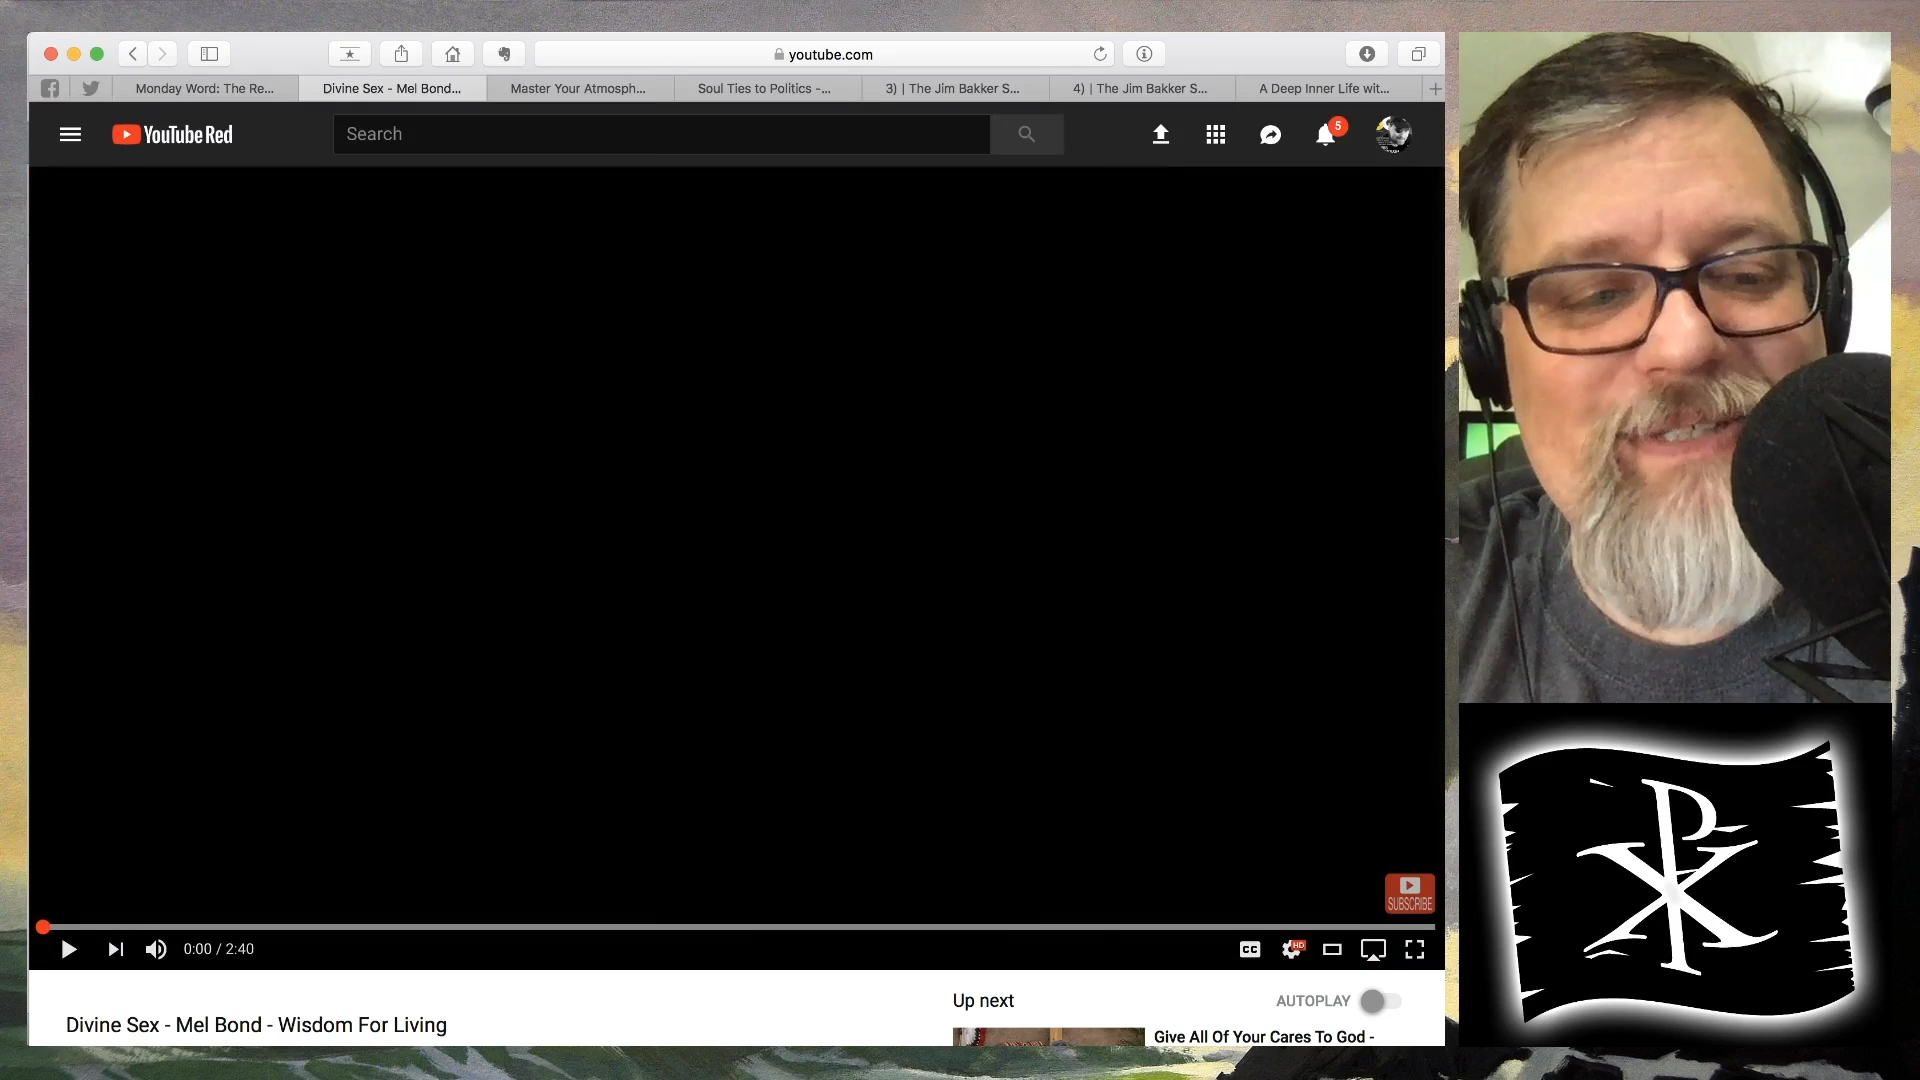 youtube.com
Monday Word: The Re...
Divine Sex - Mel Bond...
Master Your Atmosph...
Soul Ties to Politics -...
3) | The Jim Bakker S...
4) | The Jim Bakker S...
A Deep Inner Life wit...
YouTube Red
Search
5
SUBSCRIBE
0:00 / 2:40
CC
HD
Up next
AUTOPLAY
Divine Sex - Mel Bond - Wisdom For Living
Give All Of Your Cares To God -